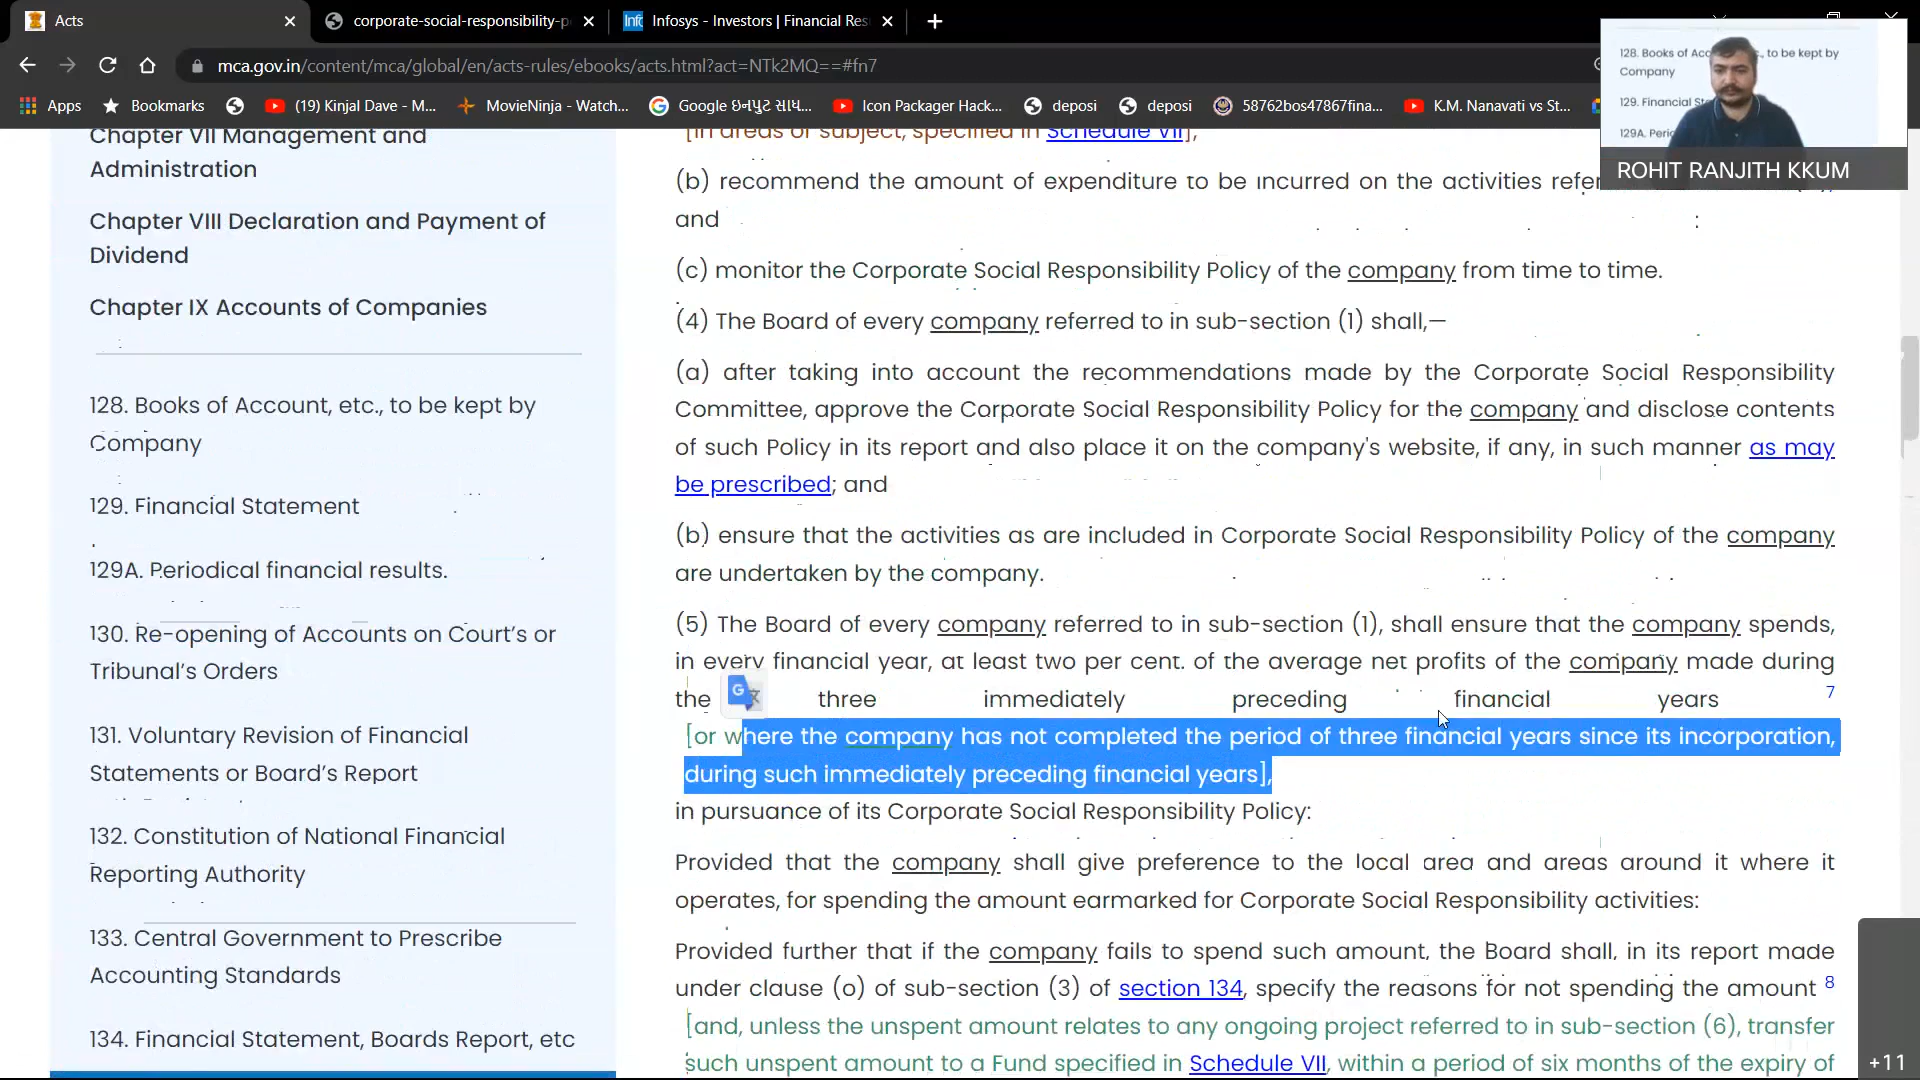 Acts
corporate-social-responsibility-p
Infosys - Investors | Financial Res
mca.gov.in/content/mca/global/en/acts-rules/ebooks/acts.html?act=NTk2MQ==#fn7
Apps
Bookmarks
(19) Kinjal Dave - M...
MovieNinja - Watch...
Google ઇનપુટ સાધ...
Icon Packager Hack...
deposi
deposi
58762bos47867fina...
K.M. Nanavati vs St...
128. Books of Acc
to be kept by
Company
129. Financial St
129A. Perio
ROHIT RANJITH KKUM
Chapter VII Management and
Administration
Chapter VIII Declaration and Payment of
Dividend
Chapter IX Accounts of Companies
128. Books of Account, etc., to be kept by
Company
129. Financial Statement
129A. Periodical financial results.
130. Re-opening of Accounts on Court's or
Tribunal's Orders
131. Voluntary Revision of Financial
Statements or Board's Report
132. Constitution of National Financial
Reporting Authority
133. Central Government to Prescribe
Accounting Standards
134. Financial Statement, Boards Report, etc
[in areas or subject, specified in Schedule VII];
(b) recommend the amount of expenditure to be incurred on the activities refer
and
(c) monitor the Corporate Social Responsibility Policy of the company from time to time.
(4) The Board of every company referred to in sub-section (1) shall,—
(a) after taking into account the recommendations made by the Corporate Social Responsibility
Committee, approve the Corporate Social Responsibility Policy for the company and disclose contents
of such Policy in its report and also place it on the company's website, if any, in such manner as may
be prescribed; and
(b) ensure that the activities as are included in Corporate Social Responsibility Policy of the company
are undertaken by the company.
(5) The Board of every company referred to in sub-section (1), shall ensure that the company spends,
in every financial year, at least two per cent. of the average net profits of the company made during
the three immediately preceding financial years 7
[or where the company has not completed the period of three financial years since its incorporation,
during such immediately preceding financial years],
in pursuance of its Corporate Social Responsibility Policy:
Provided that the company shall give preference to the local area and areas around it where it
operates, for spending the amount earmarked for Corporate Social Responsibility activities:
Provided further that if the company fails to spend such amount, the Board shall, in its report made
under clause (o) of sub-section (3) of section 134, specify the reasons for not spending the amount 8
[and, unless the unspent amount relates to any ongoing project referred to in sub-section (6), transfer
such unspent amount to a Fund specified in Schedule VII, within a period of six months of the expiry of
+11